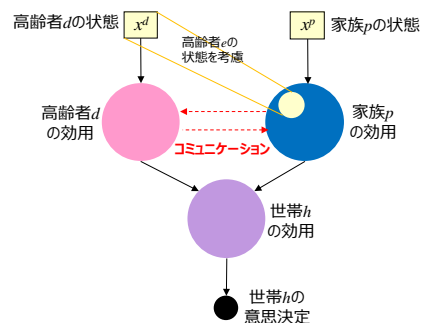 高齢者dの状態
x^d
x^p
家族pの状態
高齢者eの
状態を考慮
高齢者d
の効用
家族p
の効用
コミュニケーション
世帯h
の効用
世帯hの
意思決定